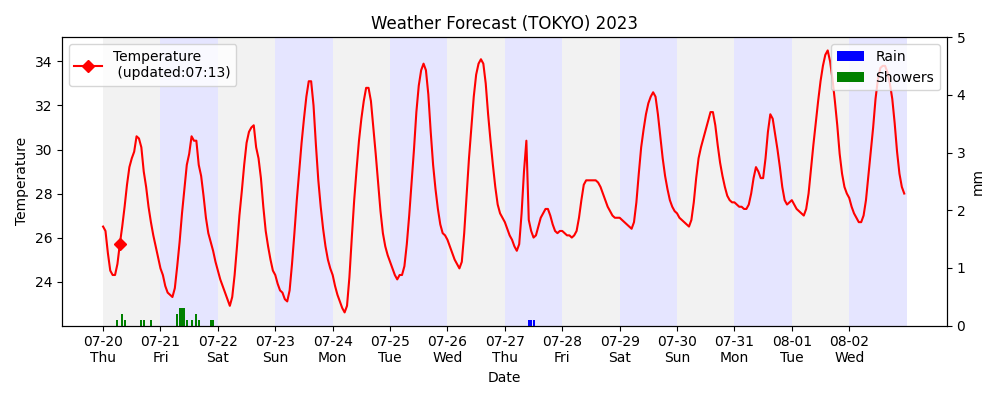 Weather Forecast (TOKYO) 2023
Temperature
(updated:07:13)
Rain
Showers
Temperature
34
32
30
28
26
24
5
4
3
2
1
0
mm
07-20 07-21 07-22 07-23 07-24 07-25 07-26 07-27 07-28 07-29 07-30 07-31 08-01 08-02
Thu Fri Sat Sun Mon Tue Wed Thu Fri Sat Sun Mon Tue Wed
Date